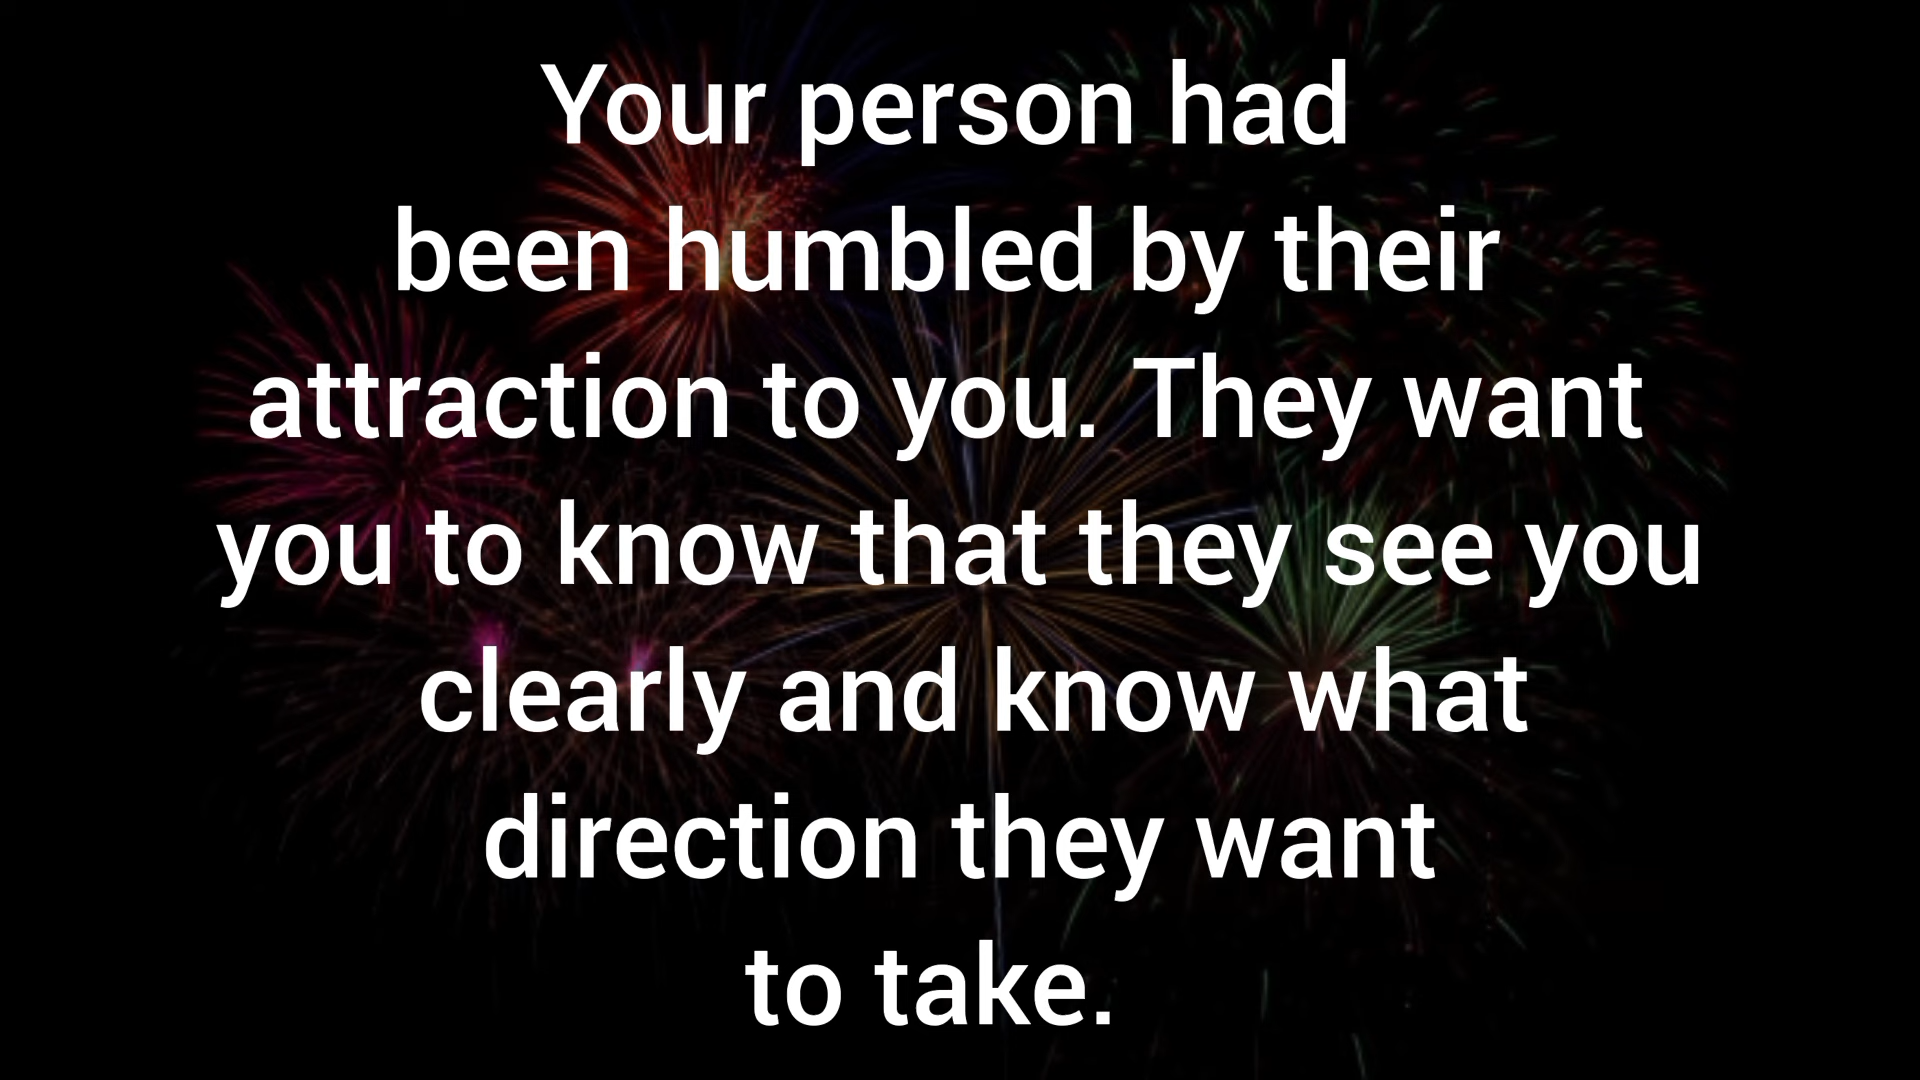 Your person had
been humbled by their
attraction to you. They want
you to know that they see you
clearly and know what
direction they want
to take.